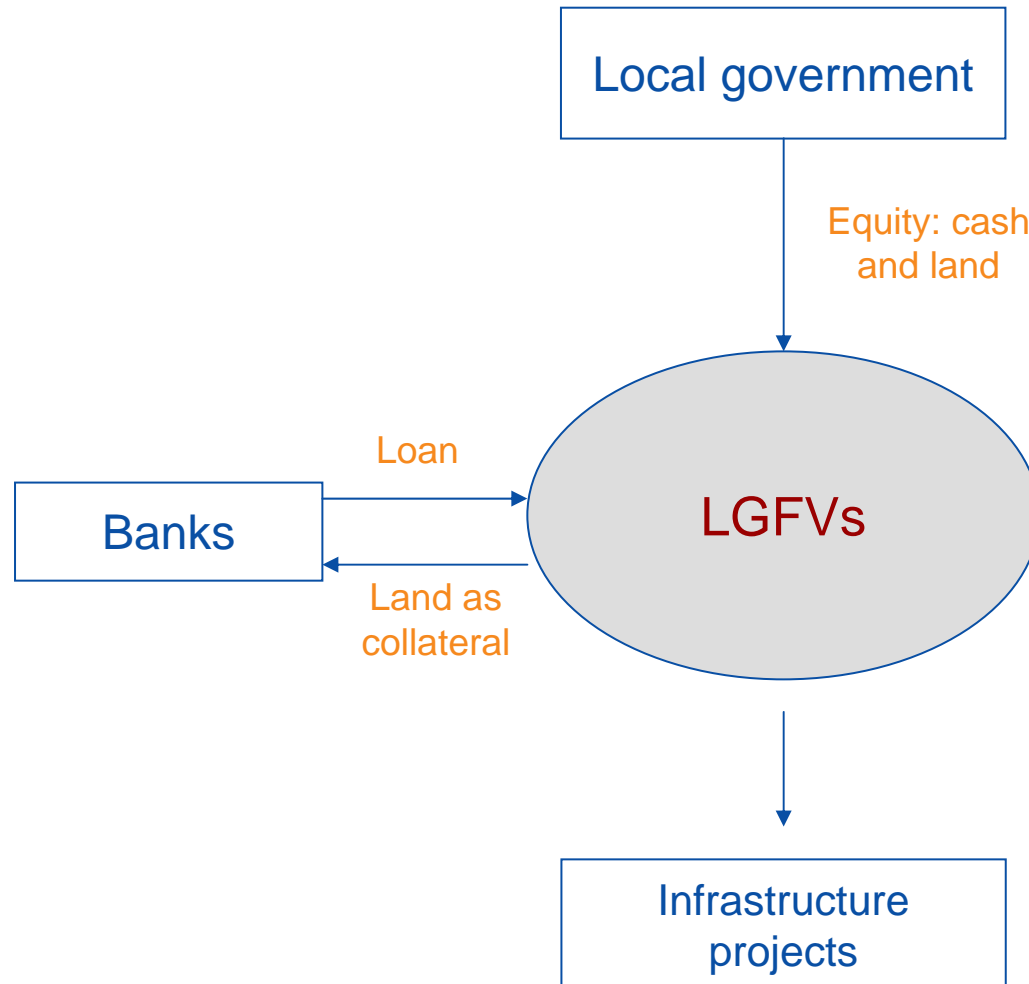 Local government
Equity: cash
and land
Loan
Banks
LGFVs
Land as
collateral
Infrastructure
projects